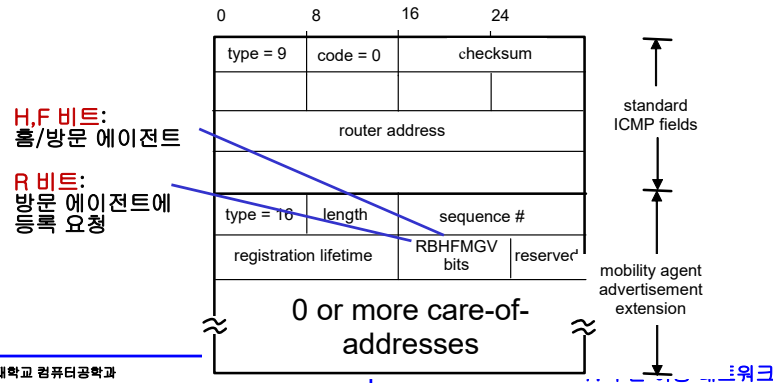 0 8 16 24
type = 9 code = 0 checksum
H,F 비트:
홈/방문 에이전트
router address
standard
ICMP fields
R 비트:
방문 에이전트에
등록 요청
type = 16 length sequence #
registration lifetime RBHFMGV
bits reserved
mobility agent
advertisement
extension
0 or more care-of-
addresses
컴퓨터공학과